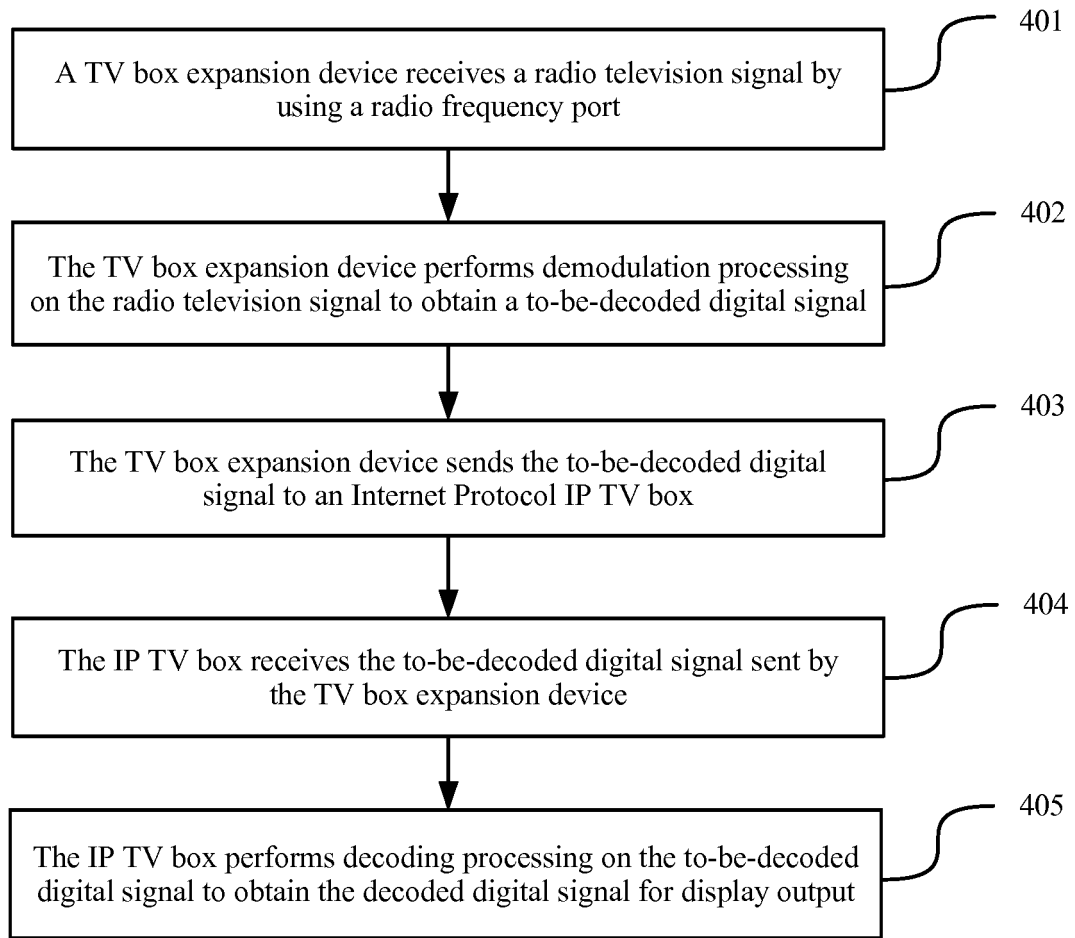 401
A TV box expansion device receives a radio television signal by
using a radio frequency port
402
The TV box expansion device performs demodulation processing
on the radio television signal to obtain a to-be-decoded digital signal
403
The TV box expansion device sends the to-be-decoded digital
signal to an Internet Protocol IP TV box
404
The IP TV box receives the to-be-decoded digital signal sent by
the TV box expansion device
405
The IP TV box performs decoding processing on the to-be-decoded
digital signal to obtain the decoded digital signal for display output